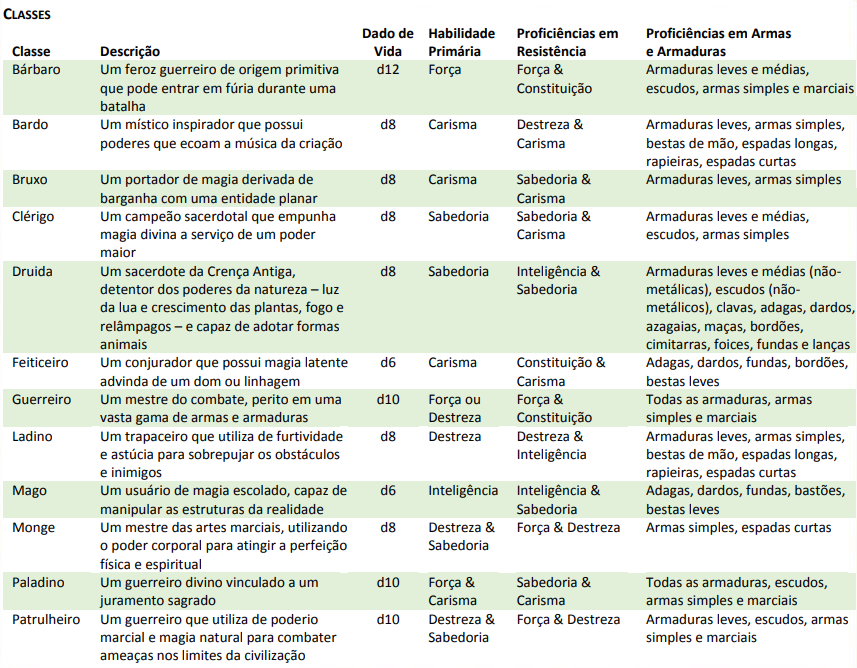 CLASSES
Classe Descrição Dado de Vida Habilidade Primária Proficiências em Resistência Proficiências em Armas e Armaduras
Bárbaro Um feroz guerreiro de origem primitiva d12 Força Força & Armaduras leves e médias,
que pode entrar em fúria durante uma Constituição escudos, armas simples e marciais
batalha
Bardo Um místico inspirador que possui d8 Carisma Destreza & Armaduras leves, armas simples,
poderes que ecoam a música da criação Carisma bestas de mão, espadas longas,
rapieiras, espadas curtas
Bruxo Um portador de magia derivada de d8 Carisma Sabedoria & Armaduras leves, armas simples
barganha com uma entidade planar Carisma
Clérigo Um campeão sacerdotal que empunha d8 Sabedoria Sabedoria & Armaduras leves e médias,
magia divina a serviço de um poder Carisma escudos, armas simples
maior
Druida Um sacerdote da Crença Antiga, d8 Sabedoria Inteligência & Armaduras leves e médias (não-
detentor dos poderes da natureza – luz Sabedoria metálicas), escudos (não-
da lua e crescimento das plantas, fogo e metálicos), clavas, adagas, dardos,
relâmpagos – e capaz de adotar formas azagaias, maças, bordões,
animais cimitarras, foices, fundas e lanças
Feiticeiro Um conjurador que possui magia latente d6 Carisma Constituição & Adagas, dardos, fundas, bordões,
advinda de um dom ou linhagem Carisma bestas leves
Guerreiro Um mestre do combate, perito em uma d10 Força ou Força & Todas as armaduras, armas
vasta gama de armas e armaduras Destreza Constituição simples e marciais
Ladino Um trapaceiro que utiliza de furtividade d8 Destreza Destreza & Armaduras leves, armas simples,
e astúcia para sobrepujar os obstáculos Inteligência bestas de mão, espadas longas,
e inimigos rapieiras, espadas curtas
Mago Um usuário de magia escolado, capaz de d6 Inteligência Inteligência & Adagas, dardos, fundas, bastões,
manipular as estruturas da realidade Sabedoria bestas leves
Monge Um mestre das artes marciais, utilizando d8 Destreza & Força & Destreza Armas simples, espadas curtas
o poder corporal para atingir a perfeição Sabedoria
física e espiritual
Paladino Um guerreiro divino vinculado a um d10 Força & Sabedoria & Todas as armaduras, escudos,
juramento sagrado Carisma Carisma armas simples e marciais
Patrulheiro Um guerreiro que utiliza de poderio d10 Destreza & Força & Destreza Armaduras leves, escudos, armas
marcial e magia natural para combater Sabedoria simples e marciais
ameaças nos limites da civilização